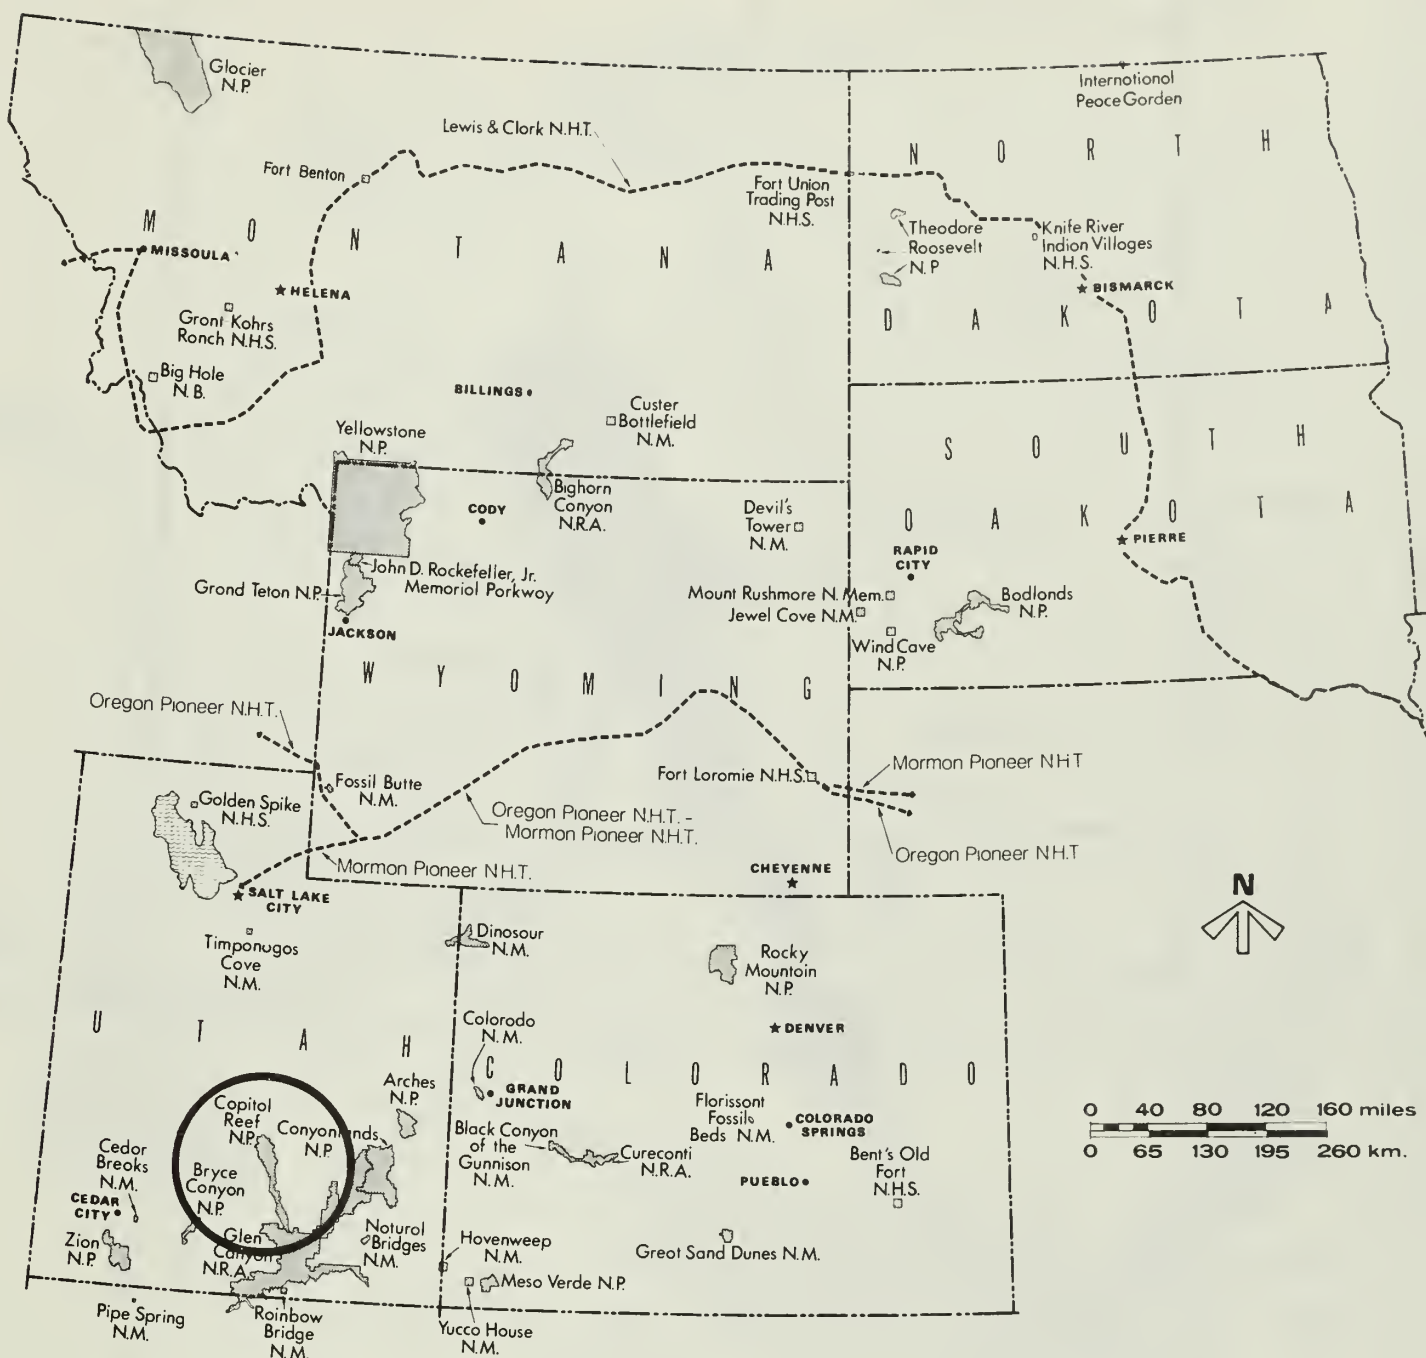 Glocier
N.P.
Internotionol
Peoce Gorden
Lewis & Clork N.H.T.
N O R T H
Fort Benton
Fort Union
Trading Post
N.H.S.
M O N T A N A
Theodore
Roosevelt
N.P
Knife River
Indion Villoges
N.H.S.
MISSOULA
HELENA
BISMARCK
Gront-Kohrs
Ronch N.H.S.
D A K O T A
Big Hole
N.B.
BILLINGS
Custer
Bottlefield
N.M.
Yellowstone
N.P.
S O U T H
CODY
Bighorn
Conyon
N.R.A.
Devil's
Tower
N.M.
O A K O T A
RAPID
CITY
PIERRE
John D. Rockefeller, Jr.
Memoriol Porkwoy
Grond Teton N.P.
Mount Rushmore N. Mem.
Jewel Cove N.M.
Bodlonds
N.P.
JACKSON
Wind Cave
N.P.
W Y O M I N G
Oregon Pioneer N.H.T.
Fossil Butte
N.M.
Fort Loromie N.H.S.
Mormon Pioneer N H T
Golden Spike
N.H.S.
Oregon Pioneer N.H.T. -
Mormon Pioneer N.H.T.
Oregon Pioneer N.H.T
Mormon Pioneer N.H.T.
CHEYENNE
SALT LAKE
CITY
N
Timponogos
Cove
N.M.
Dinosour
N.M.
Rocky
Mountain
N.P.
U T A H
Colorodo
N.M.
DENVER
C O L O R A D O
Arches
N.P.
GRAND
JUNCTION
Florissont
Fossil
Beds N.M.
COLORADO
SPRINGS
0 40 80 120 160 miles
0 65 130 195 260 km.
Copitol
Reef
N.P.
Conyonlands
N.P.
Black Conyon
of the
Gunnison
N.M.
Cureconti
N.R.A.
Bent's Old
Fort
N.H.S.
Cedor
Breoks
N.M.
Bryce
Conyon
N.P.
PUEBLO
CEDAR
CITY
Zion
N.P.
Glen
Canyon
N.R.A.
Noturol
Bridges
N.M.
Hovenweep
N.M.
Greot Sand Dunes N.M.
Meso Verde N.P.
Pipe Spring
N.M.
Roinbow
Bridge
N.M.
Yucco House
N.M.